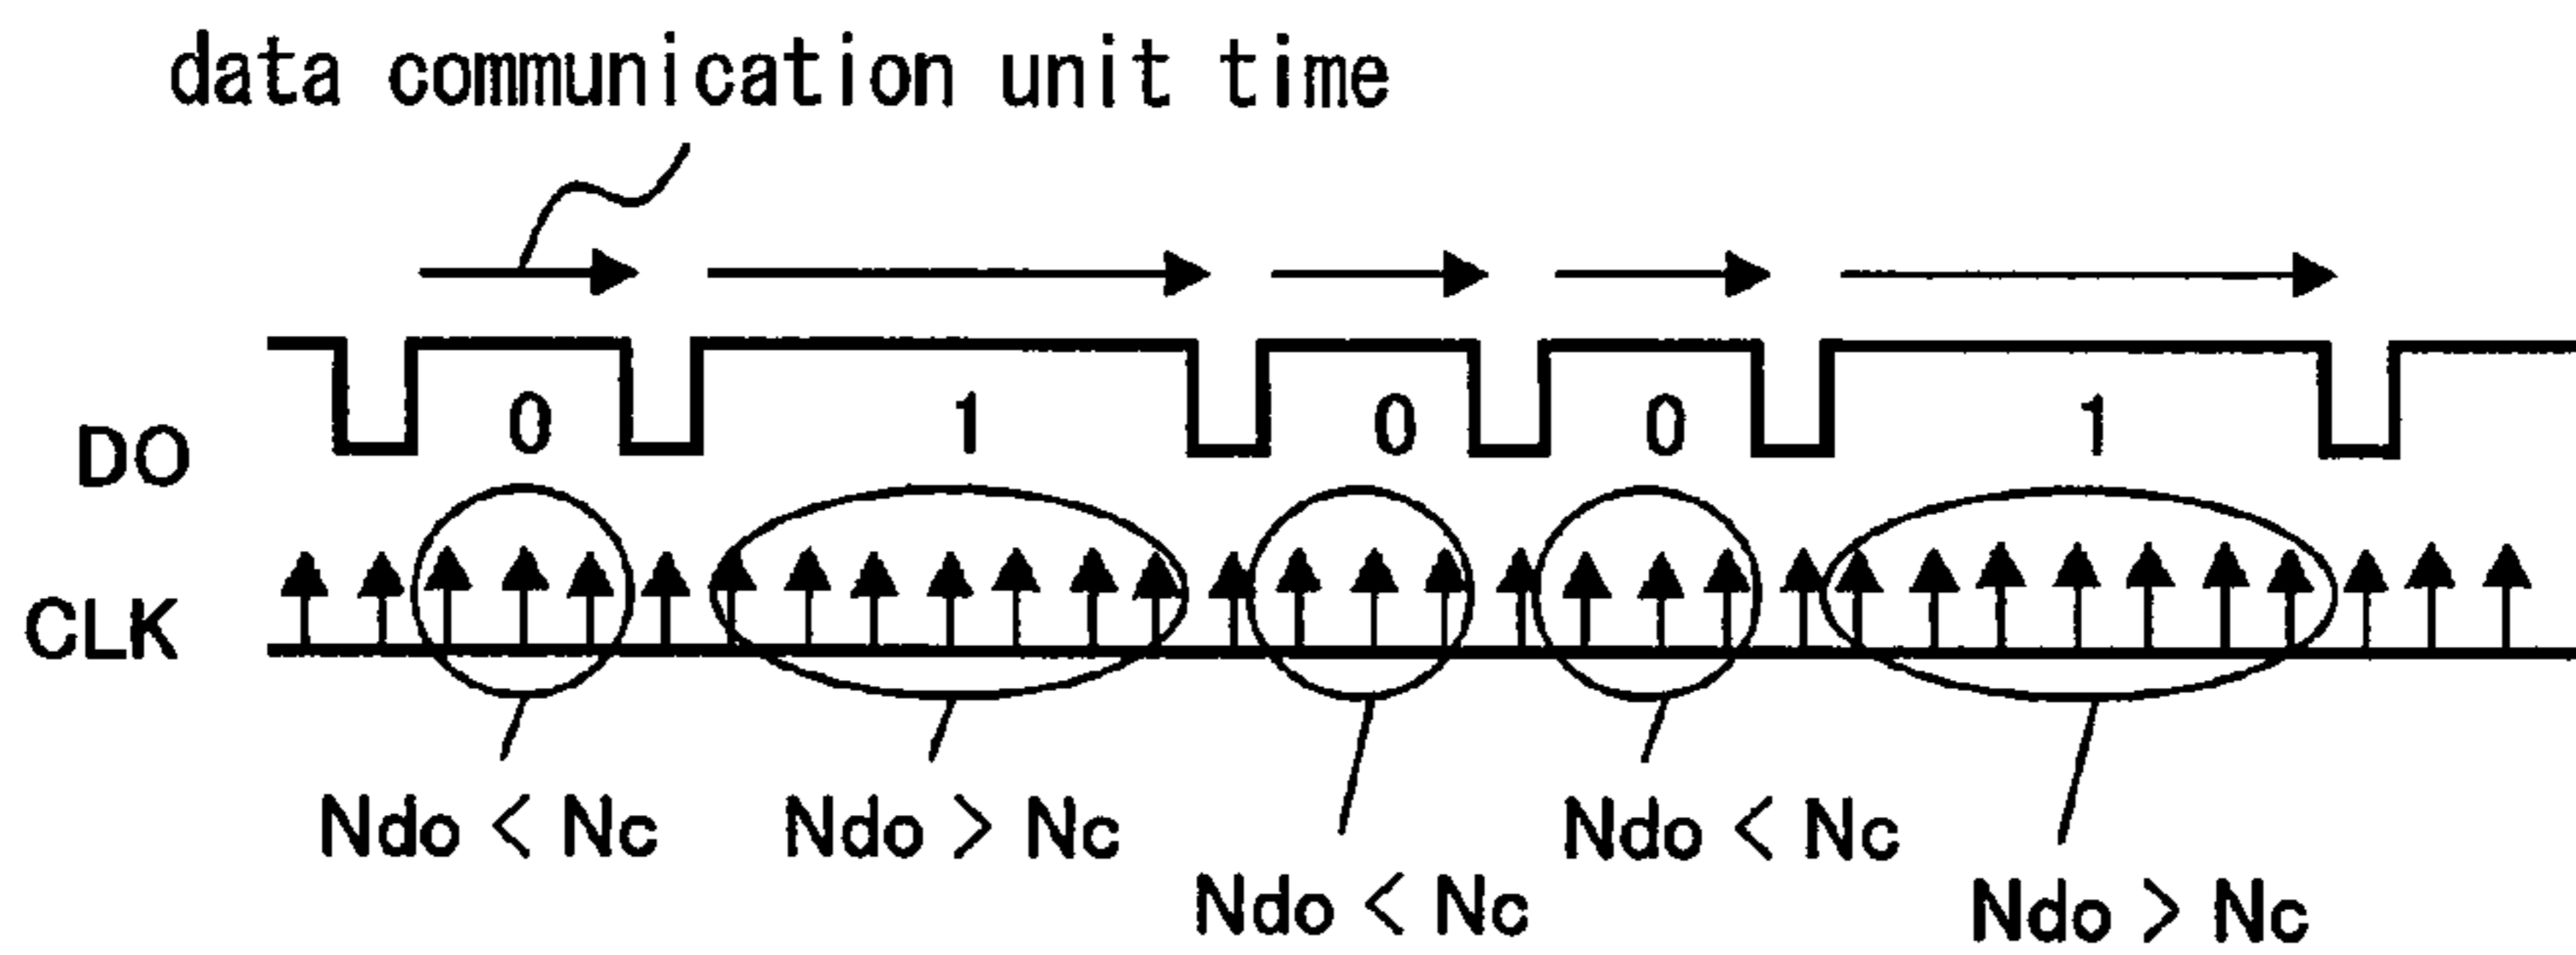 data communication unit time
DO 0 1 0 0 1
CLK
Ndo < Nc Ndo > Nc Ndo < Nc
Ndo < Nc Ndo > Nc